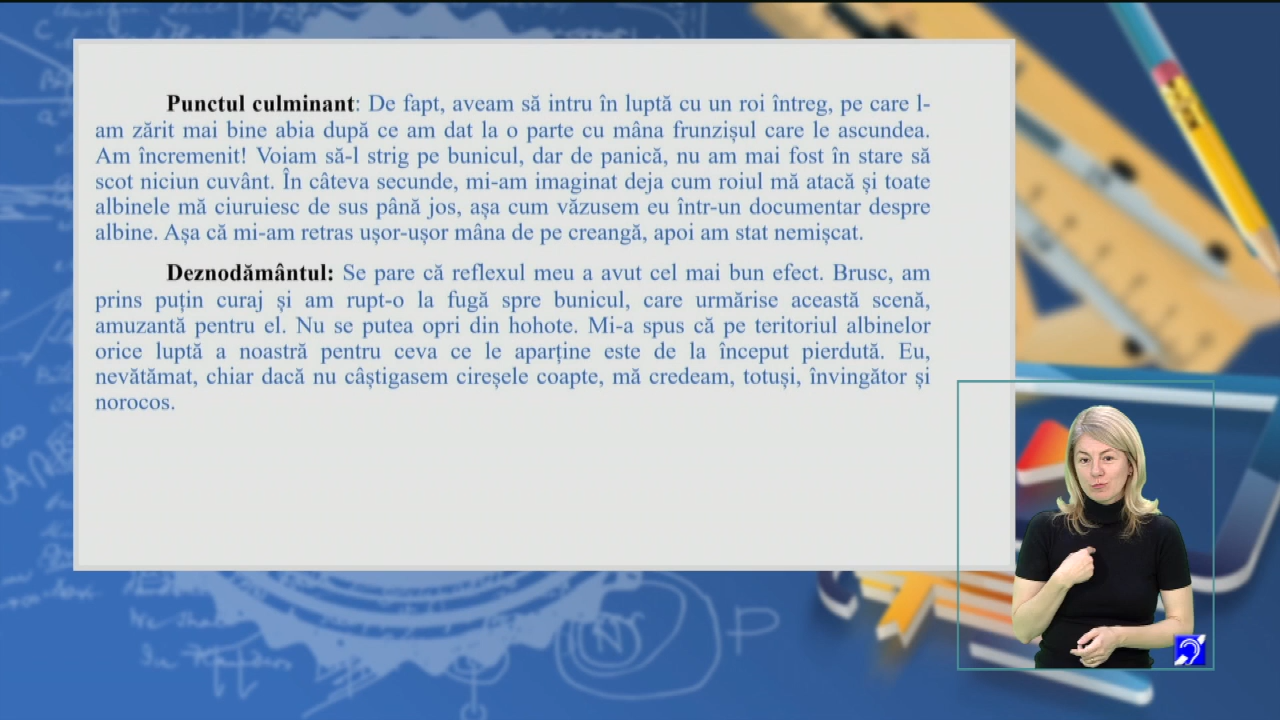 Punctul culminant: De fapt, aveam să intru în luptă cu un roi întreg, pe care l-
am zărit mai bine abia după ce am dat la o parte cu mâna frunzișul care le ascundea.
Am încremenit! Voiam să-l strig pe bunicul, dar de panică, nu am mai fost în stare să
scot niciun cuvânt. În câteva secunde, mi-am imaginat deja cum roiul mă atacă și toate
albinele mă ciuruiesc de sus până jos, așa cum văzusem eu într-un documentar despre
albine. Așa că mi-am retras ușor-ușor mâna de pe creangă, apoi am stat nemișcat.
Deznodământul: Se pare că reflexul meu a avut cel mai bun efect. Brusc, am
prins puțin curaj și am rupt-o la fugă spre bunicul, care urmărise această scenă,
amuzantă pentru el. Nu se putea opri din hohote. Mi-a spus că pe teritoriul albinelor
orice luptă a noastră pentru ceva ce le aparține este de la început pierdută. Eu,
nevătămat, chiar dacă nu câștigasem cireșele coapte, mă credeam, totuși, învingător și
norocos.